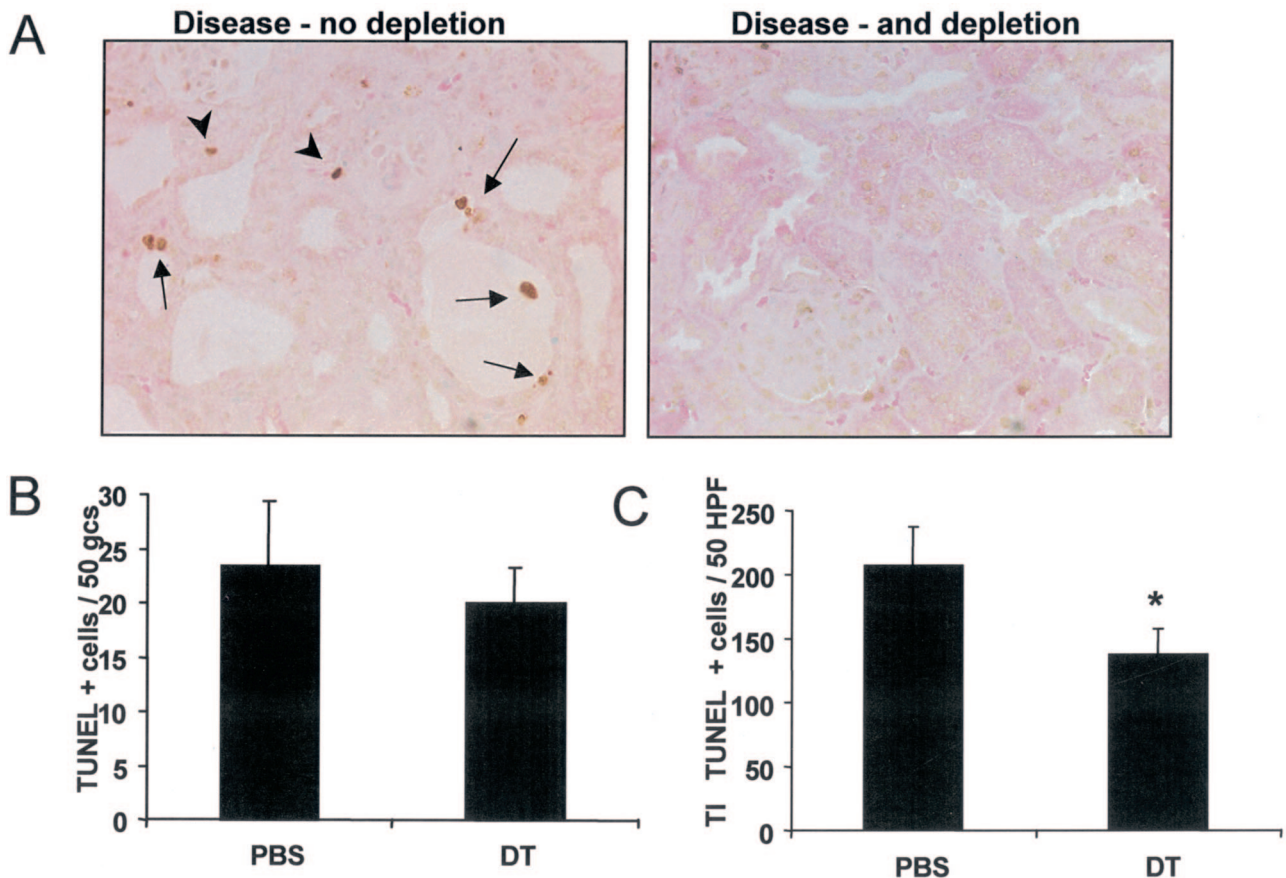 A
Disease - no depletion
Disease - and depletion
B
TUNEL + cells / 50 gcs
30
25
20
15
10
5
0
PBS
DT
C
TI TUNEL + cells / 50 HPF
250
200
150
100
50
0
*
PBS
DT